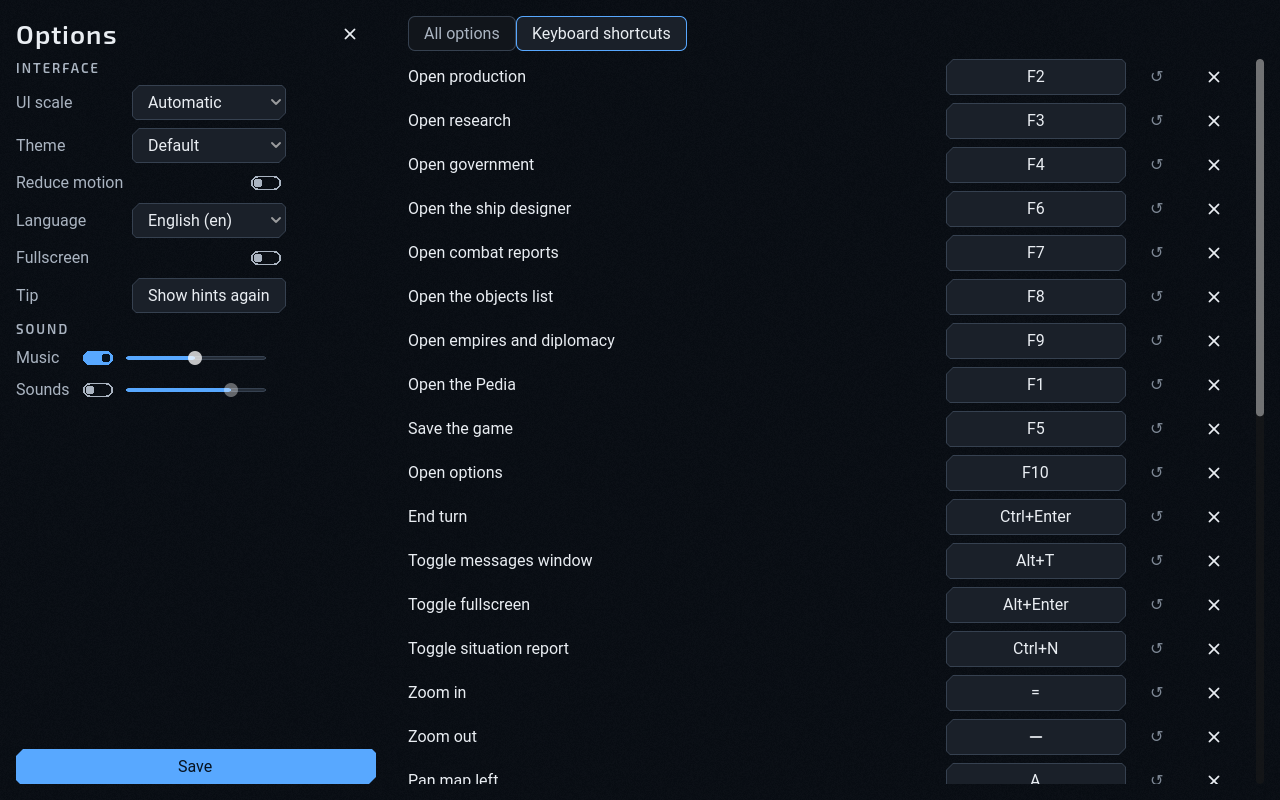 Options
INTERFACE
UI scale Automatic
Theme Default
Reduce motion
Language English (en)
Fullscreen
Tip Show hints again
SOUND
Music
Sounds
Save
All options Keyboard shortcuts
Open production F2
Open research F3
Open government F4
Open the ship designer F6
Open combat reports F7
Open the objects list F8
Open empires and diplomacy F9
Open the Pedia F1
Save the game F5
Open options F10
End turn Ctrl+Enter
Toggle messages window Alt+T
Toggle fullscreen Alt+Enter
Toggle situation report Ctrl+N
Zoom in =
Zoom out —
Pan map left A